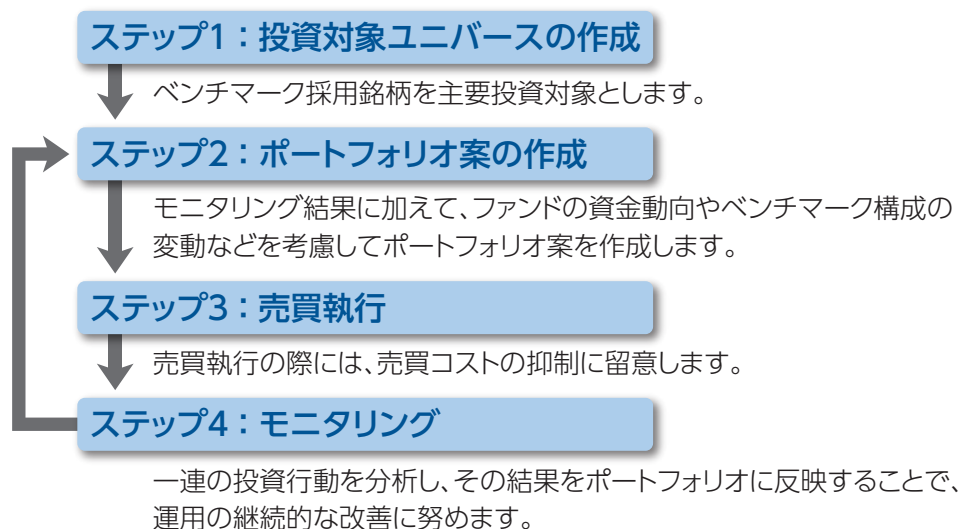 ステップ1：投資対象ユニバースの作成
ベンチマーク採用銘柄を主要投資対象とします。
ステップ2：ポートフォリオ案の作成
モニタリング結果に加えて、ファンドの資金動向やベンチマーク構成の
変動などを考慮してポートフォリオ案を作成します。
ステップ3：売買執行
売買執行の際には、売買コストの抑制に留意します。
ステップ4：モニタリング
一連の投資行動を分析し、その結果をポートフォリオに反映することで、
運用の継続的な改善に努めます。